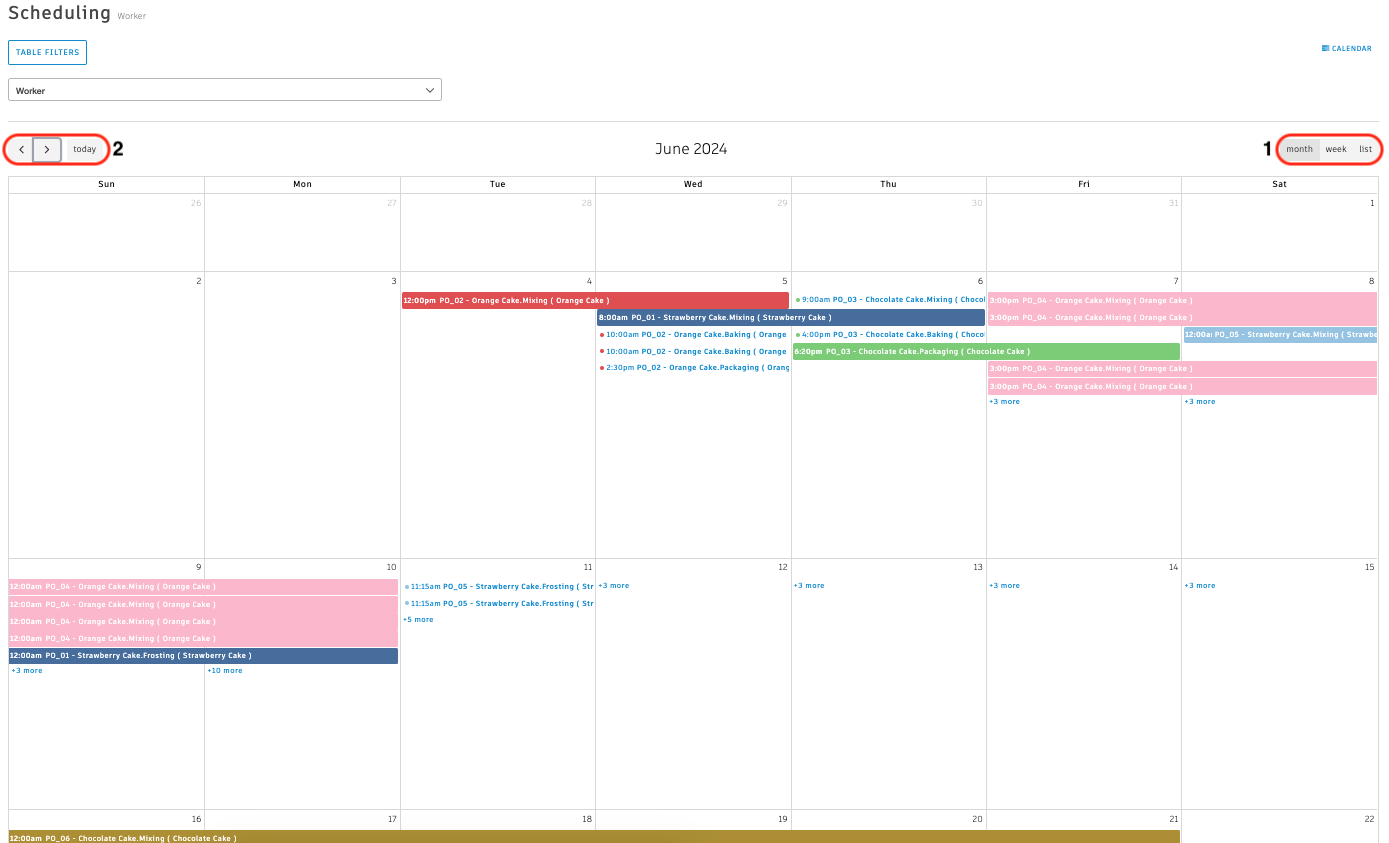 Scheduling Worker
TABLE FILTERS
CALENDAR
Worker
today 2
June 2024
1 month week list
Sun Mon Tue Wed Thu Fri Sat
26 27 28 29 30 31 1
2 3 4 5 6 7 8
12:00pm PO_02 - Orange Cake.Mixing ( Orange Cake )
9:00am PO_03 - Chocolate Cake.Mixing ( Chocol
3:00pm PO_04 - Orange Cake.Mixing ( Orange Cake )
8:00am PO_01 - Strawberry Cake.Mixing ( Strawberry Cake )
3:00pm PO_04 - Orange Cake.Mixing ( Orange Cake )
10:00am PO_02 - Orange Cake.Baking ( Orange
4:00pm PO_03 - Chocolate Cake.Baking ( Choco
12:00a PO_05 - Strawberry Cake.Mixing ( Strawbe
10:00am PO_02 - Orange Cake.Baking ( Orange
6:20pm PO_03 - Chocolate Cake.Packaging ( Chocolate Cake )
2:30pm PO_02 - Orange Cake.Packaging ( Orang
3:00pm PO_04 - Orange Cake.Mixing ( Orange Cake )
3:00pm PO_04 - Orange Cake.Mixing ( Orange Cake )
+3 more +3 more
9 10 11 12 13 14 15
12:00am PO_04 - Orange Cake.Mixing ( Orange Cake )
11:15am PO_05 - Strawberry Cake.Frosting ( Str
+3 more +3 more +3 more +3 more
12:00am PO_04 - Orange Cake.Mixing ( Orange Cake )
11:15am PO_05 - Strawberry Cake.Frosting ( Str
12:00am PO_04 - Orange Cake.Mixing ( Orange Cake )
+5 more
12:00am PO_04 - Orange Cake.Mixing ( Orange Cake )
12:00am PO_01 - Strawberry Cake.Frosting ( Strawberry Cake )
+3 more +10 more
16 17 18 19 20 21 22
12:00am PO_06 - Chocolate Cake.Mixing ( Chocolate Cake )